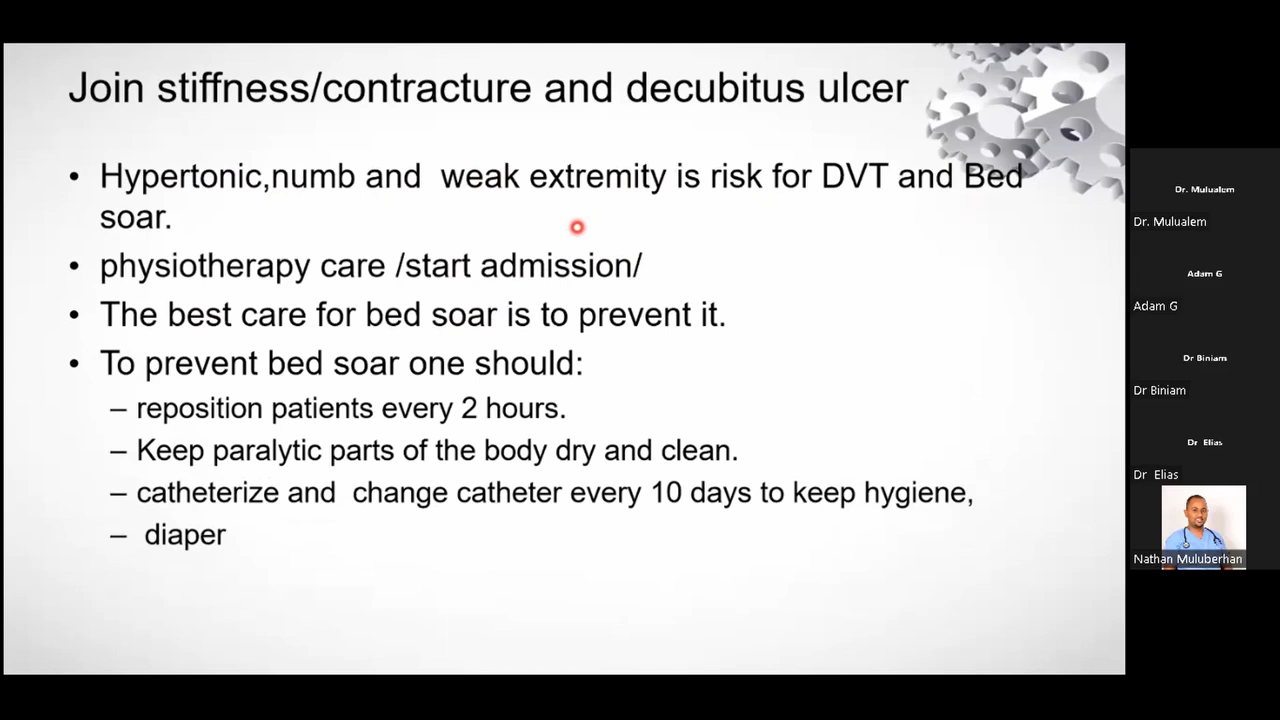 Join stiffness/contracture and decubitus ulcer
• Hypertonic,numb and weak extremity is risk for DVT and Bed
soar.
• physiotherapy care /start admission/
• The best care for bed soar is to prevent it.
• To prevent bed soar one should:
– reposition patients every 2 hours.
– Keep paralytic parts of the body dry and clean.
– catheterize and change catheter every 10 days to keep hygiene,
– diaper
Dr. Mulualem
Dr. Mulualem
Adam G
Adam G
Dr Biniam
Dr Biniam
Dr Elias
Dr Elias
Nathan Muluberhan